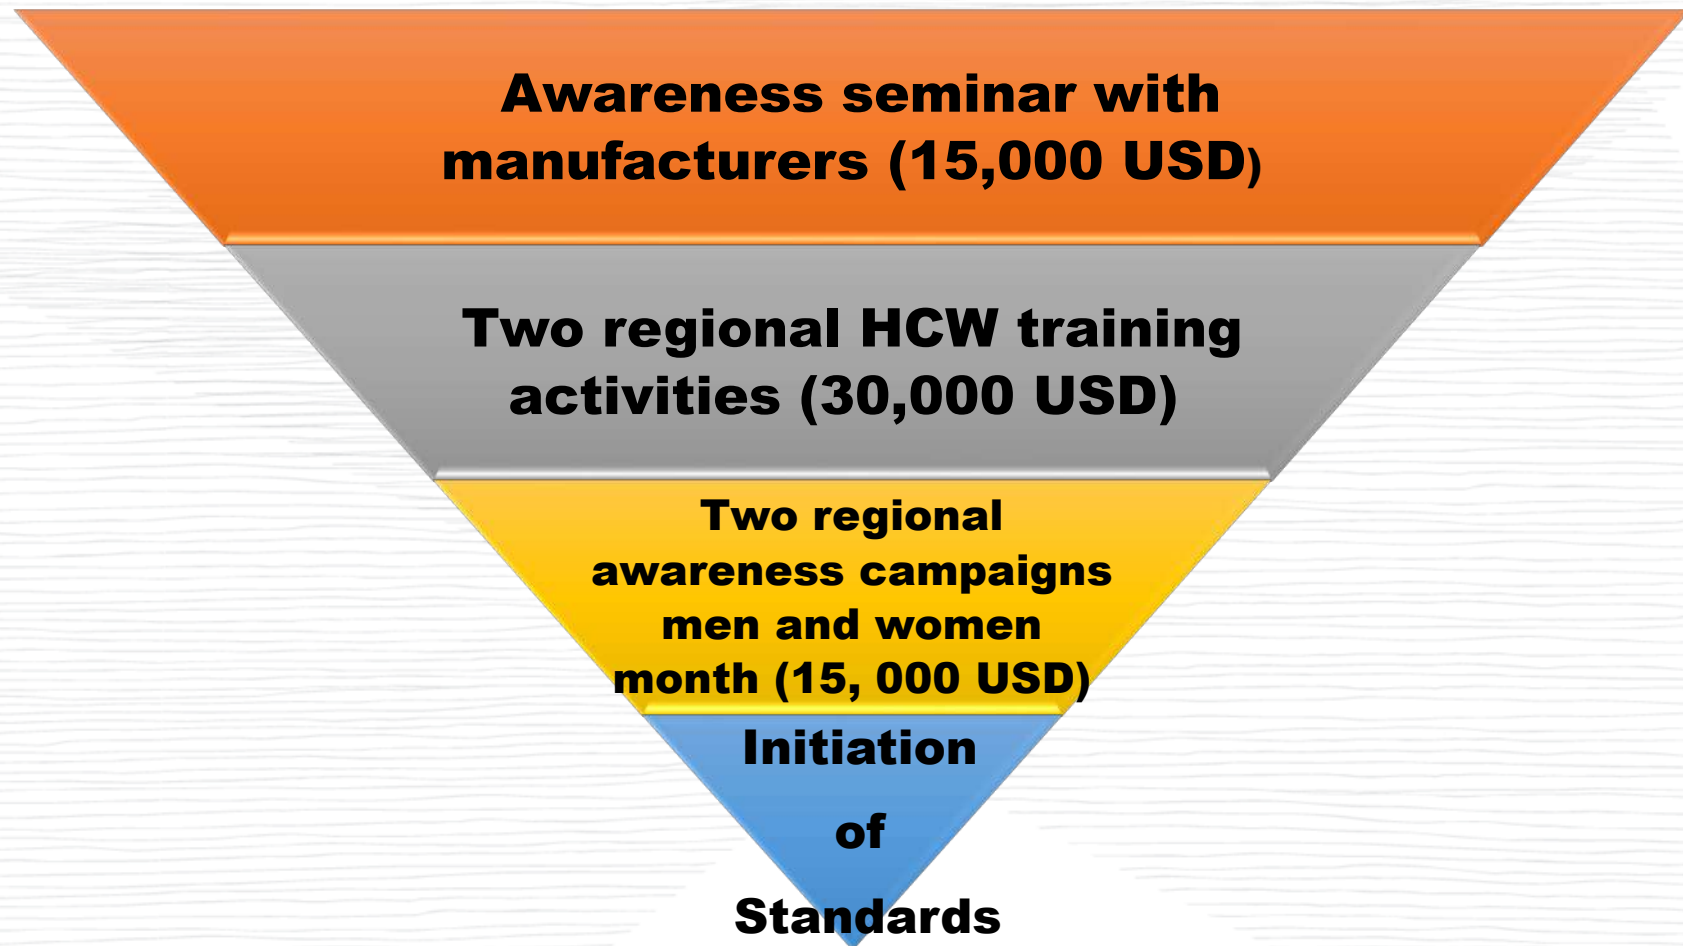 Awareness seminar with
manufacturers (15,000 USD)
Two regional HCW training
activities (30,000 USD)
Two regional
awareness campaigns
men and women
month (15, 000 USD)
Initiation
of
Standards